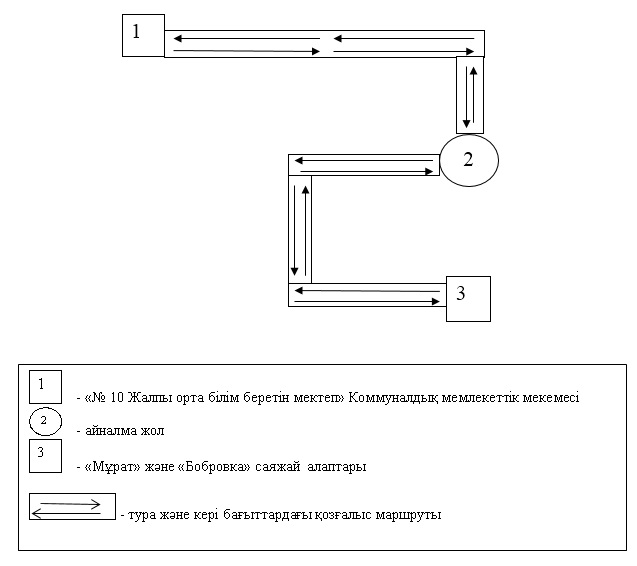 1
2
3
1 - «№ 10 Жалпы орта білім беретін мектеп» Коммуналдық мемлекеттік мекемесі
2 - айналма жол
3 - «Мұрат» және «Бобровка» саяжай алаптары
- тура және кері бағыттардағы қозғалыс маршруты